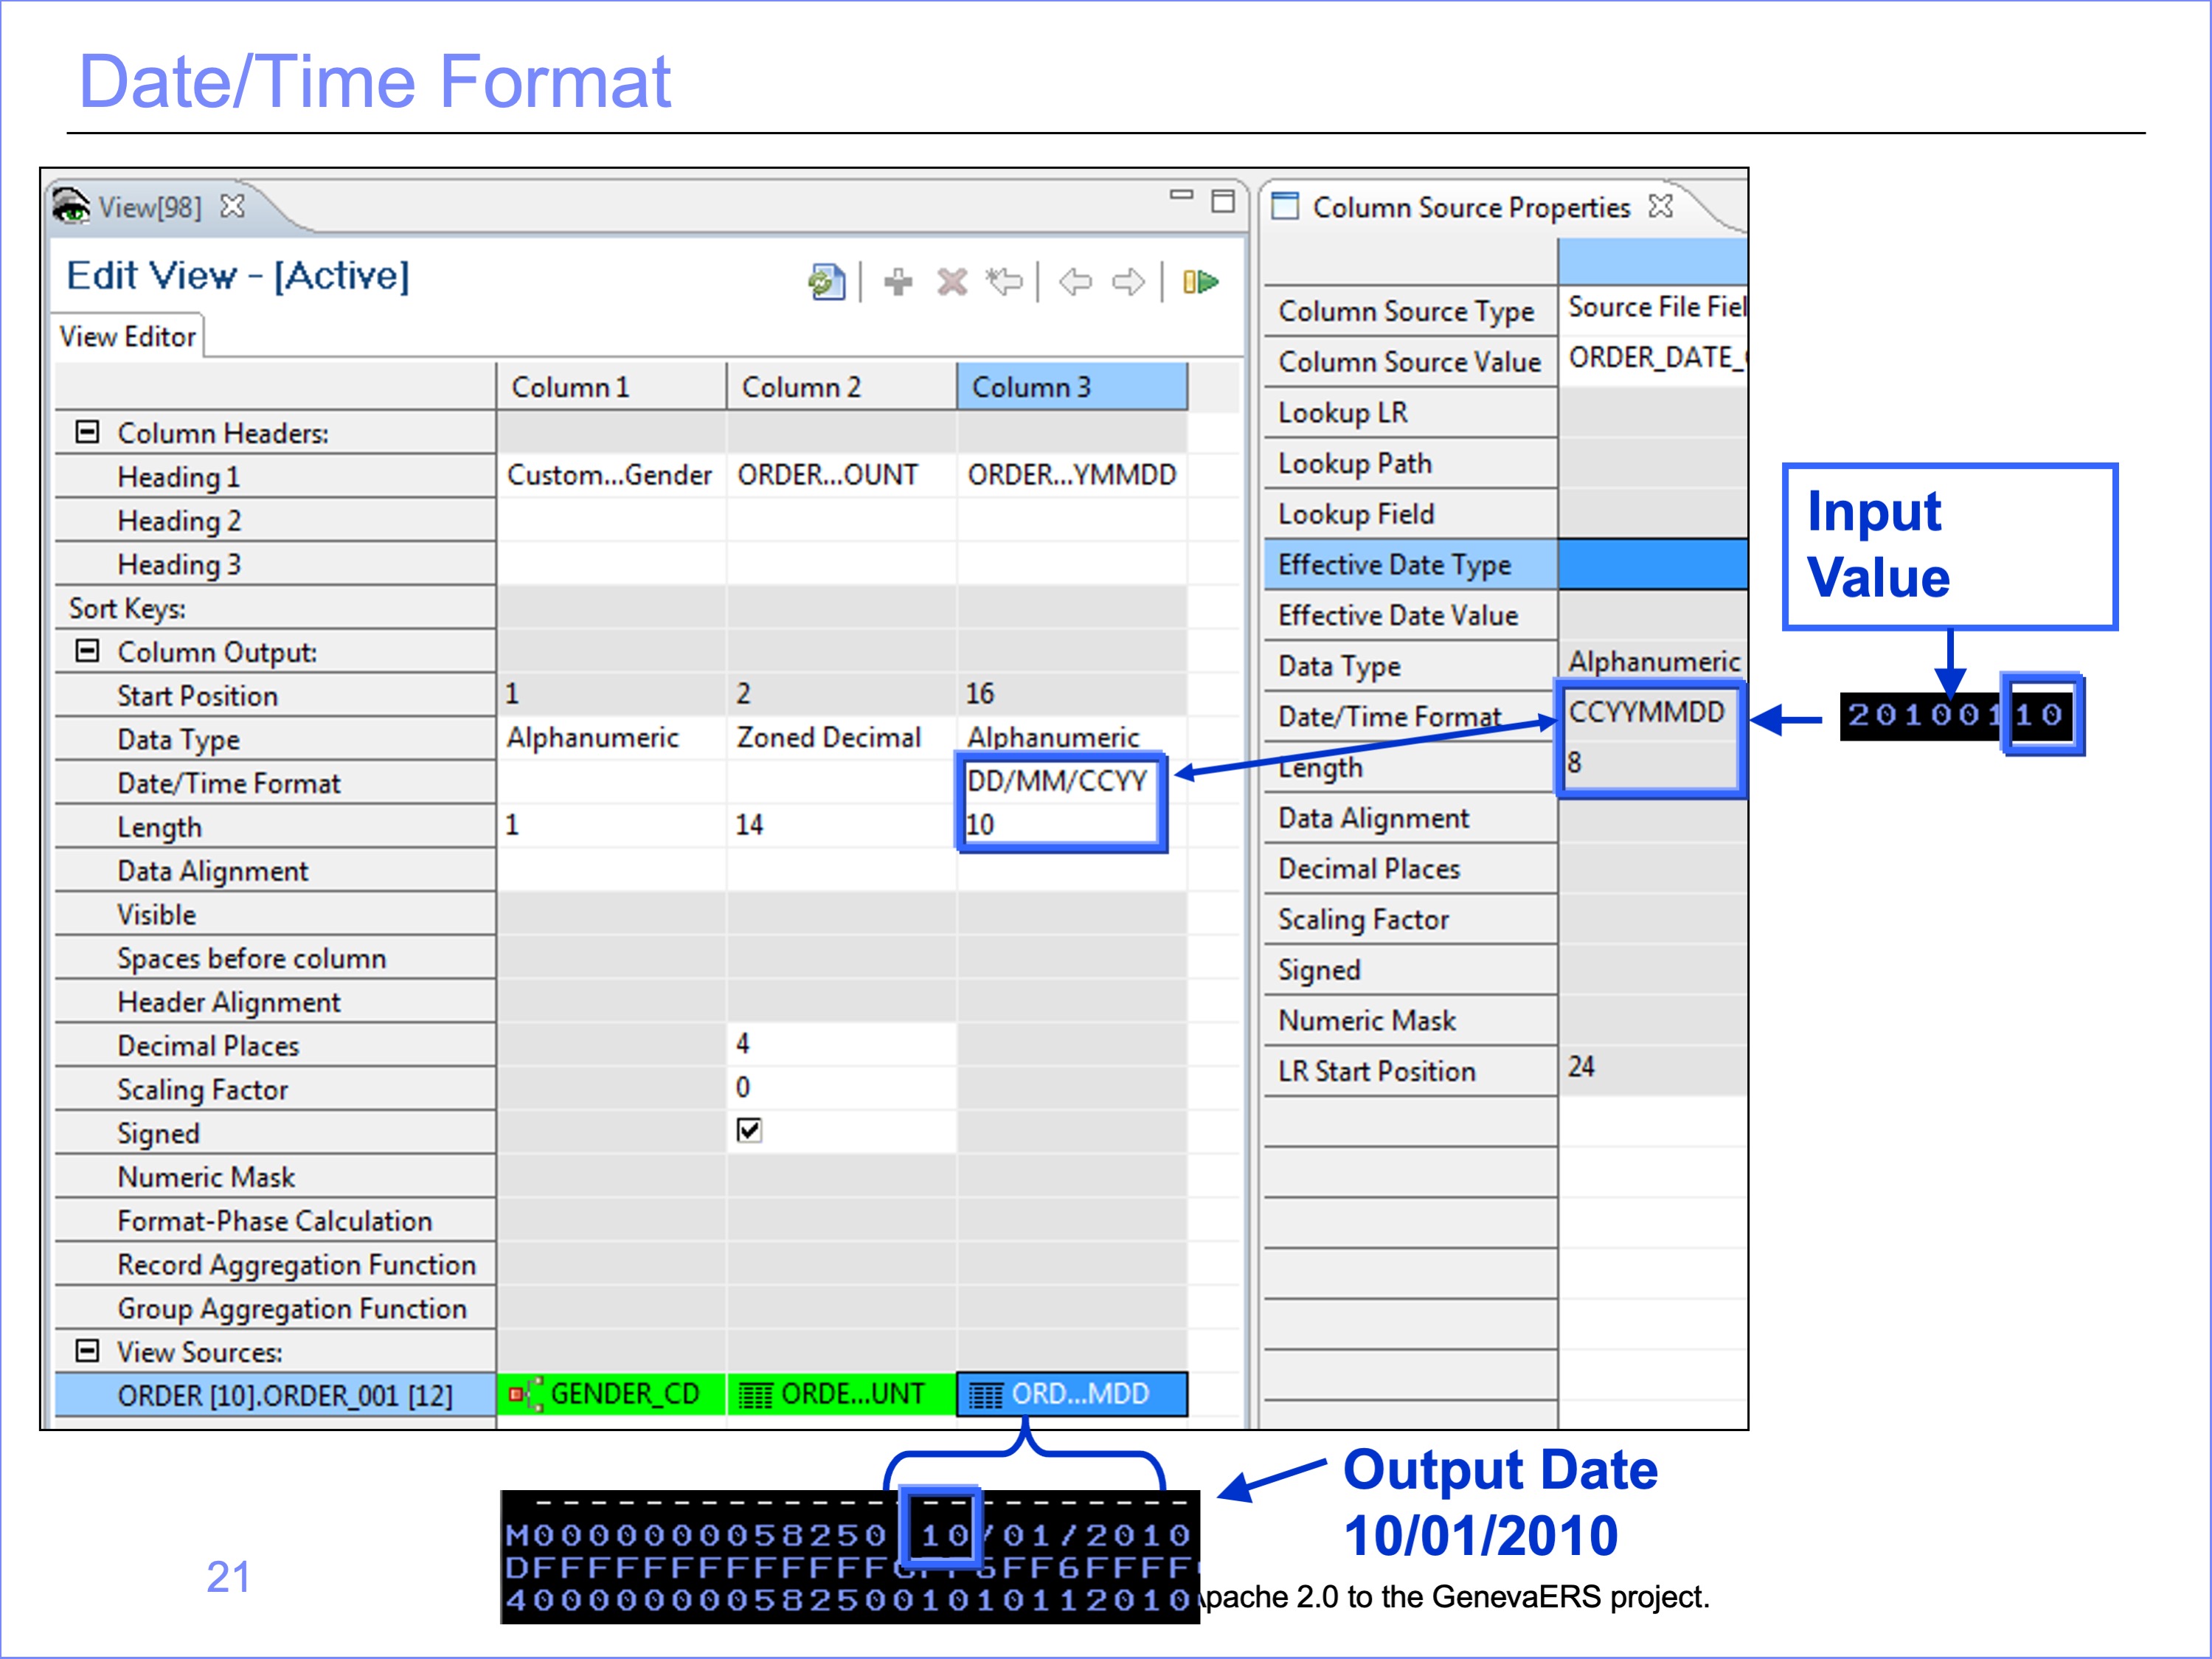 Date/Time Format
View[98]
Edit View - [Active]
View Editor
Column 1 Column 2 Column 3
Column Headers:
Heading 1 Custom...Gender ORDER...OUNT ORDER...YMMDD
Heading 2
Heading 3
Sort Keys:
Column Output:
Start Position 1 2 16
Data Type Alphanumeric Zoned Decimal Alphanumeric
Date/Time Format DD/MM/CCYY
Length 1 14 10
Data Alignment
Visible
Spaces before column
Header Alignment
Decimal Places 4
Scaling Factor 0
Signed
Numeric Mask
Format-Phase Calculation
Record Aggregation Function
Group Aggregation Function
View Sources:
ORDER [10].ORDER_001 [12] GENDER_CD ORDE...UNT ORD...MDD
Column Source Properties
Column Source Type Source File Fiel
Column Source Value ORDER_DATE_
Lookup LR
Lookup Path
Lookup Field
Effective Date Type
Effective Date Value
Data Type Alphanumeric
Date/Time Format CCYYMMDD
Length 8
Data Alignment
Decimal Places
Scaling Factor
Signed
Numeric Mask
LR Start Position 24
Input
Value
20100110
Output Date
10/01/2010
M0000000058250 10/01/2010
400000000582500101012010
21
pache 2.0 to the GenevaERS project.